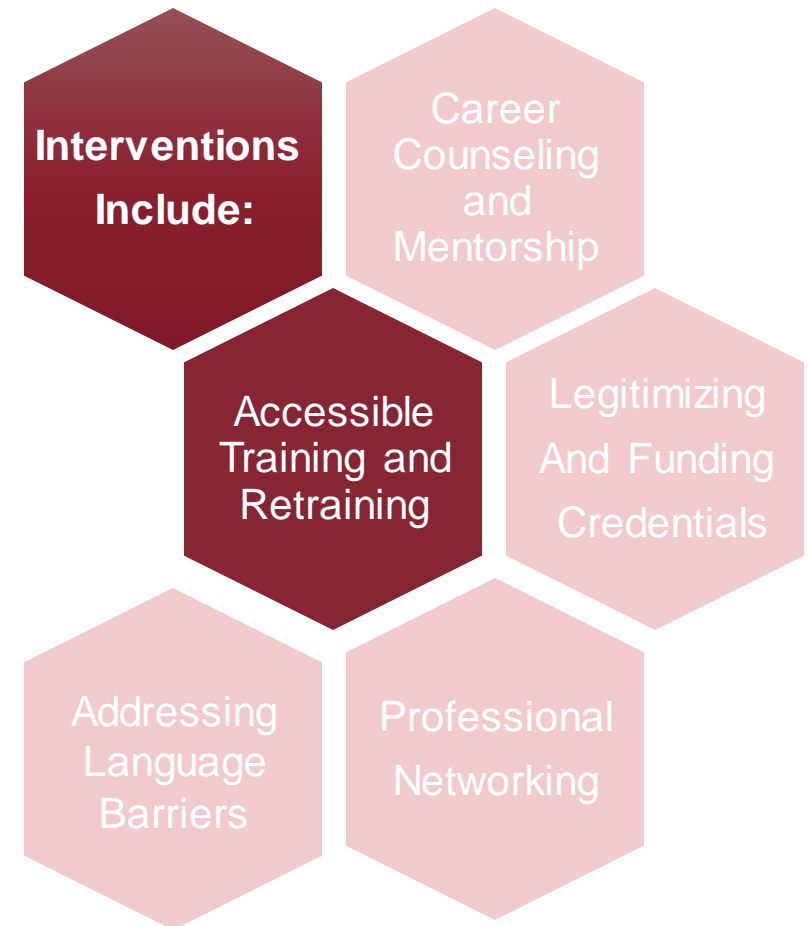 Interventions
Include:
Career
Counseling
and
Mentorship
Accessible
Training and
Retraining
Legitimizing
And Funding
Credentials
Addressing
Language
Barriers
Professional
Networking